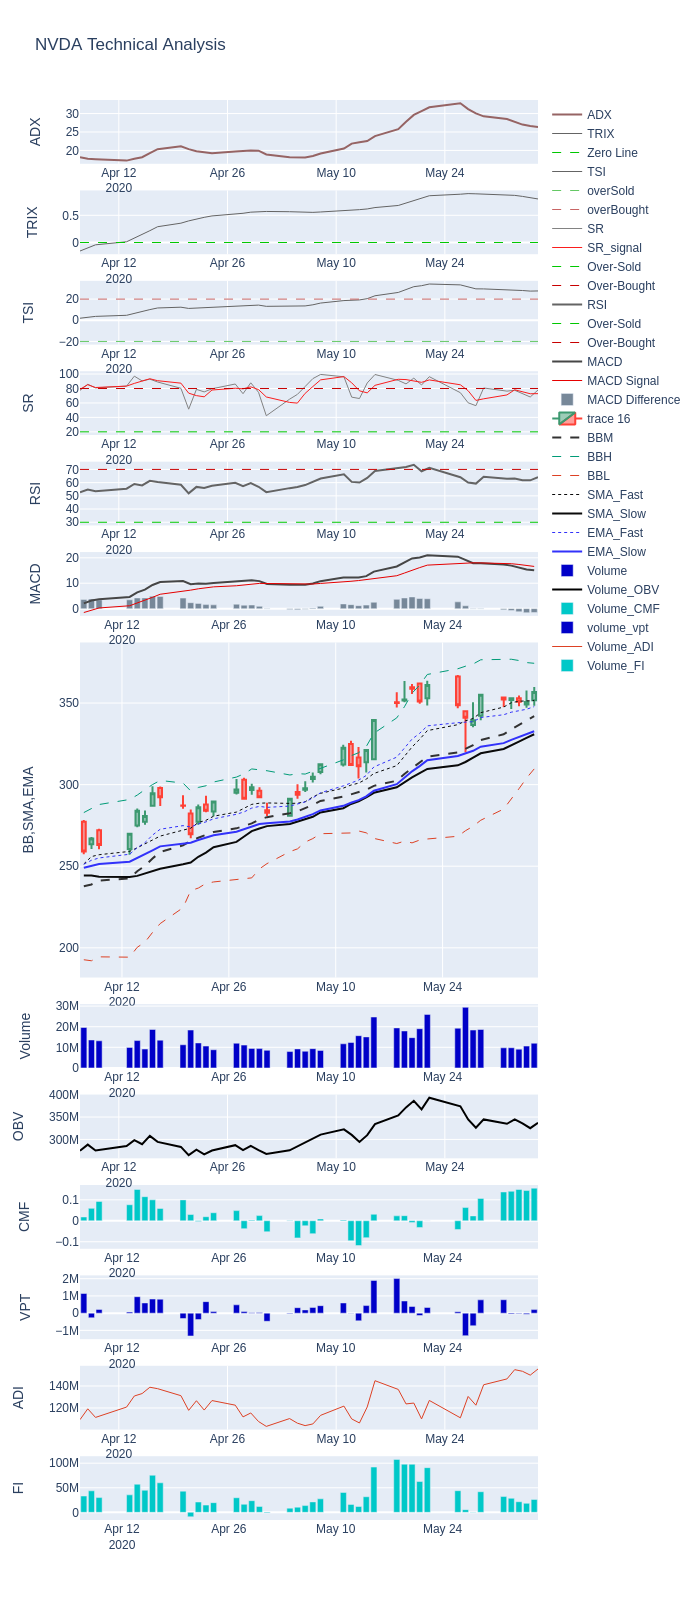 NVDA Technical Analysis
ADX
30
25
20
Apr 12
2020
Apr 26
May 10
May 24
TRIX
0.5
0
Apr 12
2020
Apr 26
May 10
May 24
TSI
20
0
−20
Apr 12
2020
Apr 26
May 10
May 24
SR
100
80
60
40
20
Apr 12
2020
Apr 26
May 10
May 24
RSI
70
60
50
40
30
Apr 12
2020
Apr 26
May 10
May 24
MACD
20
10
0
Apr 12
2020
Apr 26
May 10
May 24
BB,SMA,EMA
350
300
250
200
Apr 12
2020
Apr 26
May 10
May 24
Volume
30M
20M
10M
0
Apr 12
2020
Apr 26
May 10
May 24
OBV
400M
350M
300M
Apr 12
2020
Apr 26
May 10
May 24
CMF
0.1
0
−0.1
Apr 12
2020
Apr 26
May 10
May 24
VPT
2M
1M
0
−1M
Apr 12
2020
Apr 26
May 10
May 24
ADI
140M
120M
Apr 12
2020
Apr 26
May 10
May 24
FI
100M
50M
0
Apr 12
2020
Apr 26
May 10
May 24
ADX
TRIX
Zero Line
TSI
overSold
overBought
SR
SR_signal
Over-Sold
Over-Bought
RSI
Over-Sold
Over-Bought
MACD
MACD Signal
MACD Difference
trace 16
BBM
BBH
BBL
SMA_Fast
SMA_Slow
EMA_Fast
EMA_Slow
Volume
Volume_OBV
Volume_CMF
volume_vpt
Volume_ADI
Volume_FI